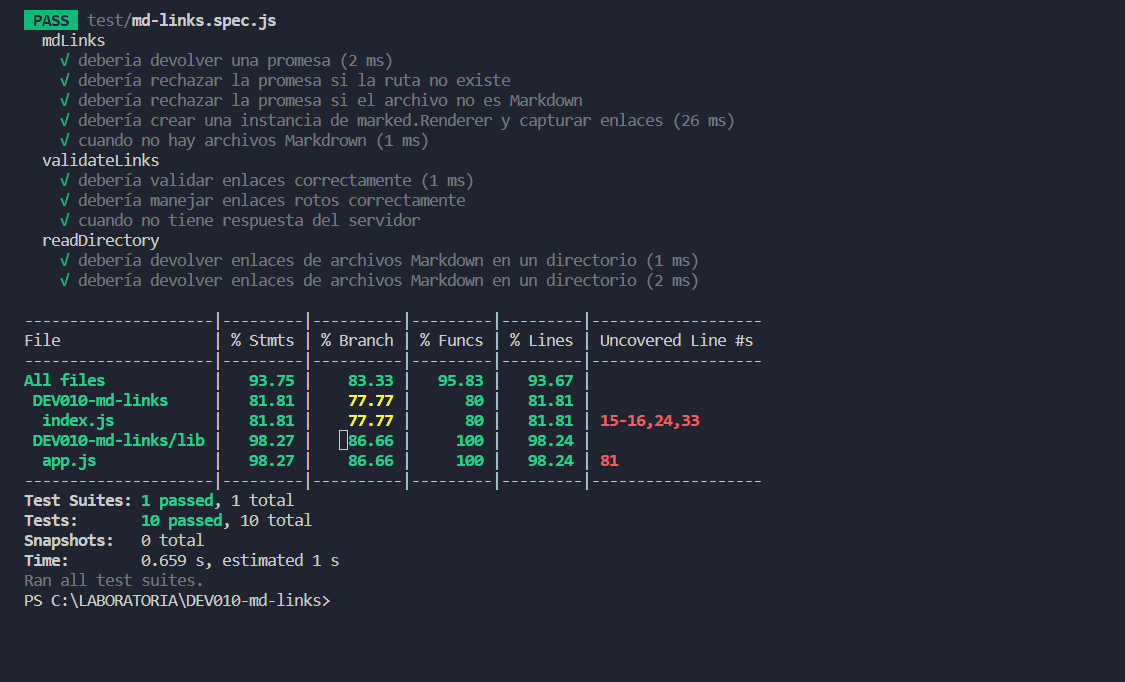 PASS test/md-links.spec.js
mdLinks
√ deberia devolver una promesa (2 ms)
√ debería rechazar la promesa si la ruta no existe
√ debería rechazar la promesa si el archivo no es Markdown
√ debería crear una instancia de marked.Renderer y capturar enlaces (26 ms)
√ cuando no hay archivos Markdrown (1 ms)
validateLinks
√ debería validar enlaces correctamente (1 ms)
√ debería manejar enlaces rotos correctamente
√ cuando no tiene respuesta del servidor
readDirectory
√ debería devolver enlaces de archivos Markdown en un directorio (1 ms)
√ debería devolver enlaces de archivos Markdown en un directorio (2 ms)
---------------------|---------|----------|---------|---------|-------------------
File | % Stmts | % Branch | % Funcs | % Lines | Uncovered Line #s
---------------------|---------|----------|---------|---------|-------------------
All files | 93.75 | 83.33 | 95.83 | 93.67 |
DEV010-md-links | 81.81 | 77.77 | 80 | 81.81 |
index.js | 81.81 | 77.77 | 80 | 81.81 | 15-16,24,33
DEV010-md-links/lib | 98.27 | 86.66 | 100 | 98.24 |
app.js | 98.27 | 86.66 | 100 | 98.24 | 81
---------------------|---------|----------|---------|---------|-------------------
Test Suites: 1 passed, 1 total
Tests: 10 passed, 10 total
Snapshots: 0 total
Time: 0.659 s, estimated 1 s
Ran all test suites.
PS C:\LABORATORIA\DEV010-md-links>